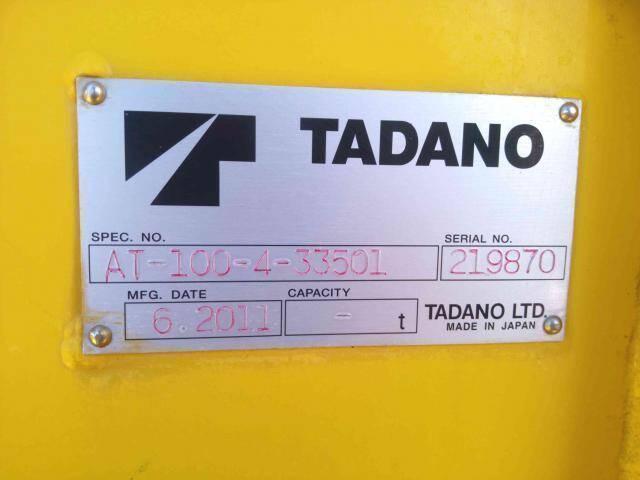 TADANO
SPEC. NO.
AT-100-4-33501
SERIAL NO.
219870
MFG. DATE
6.2011
CAPACITY
- t
TADANO LTD.
MADE IN JAPAN